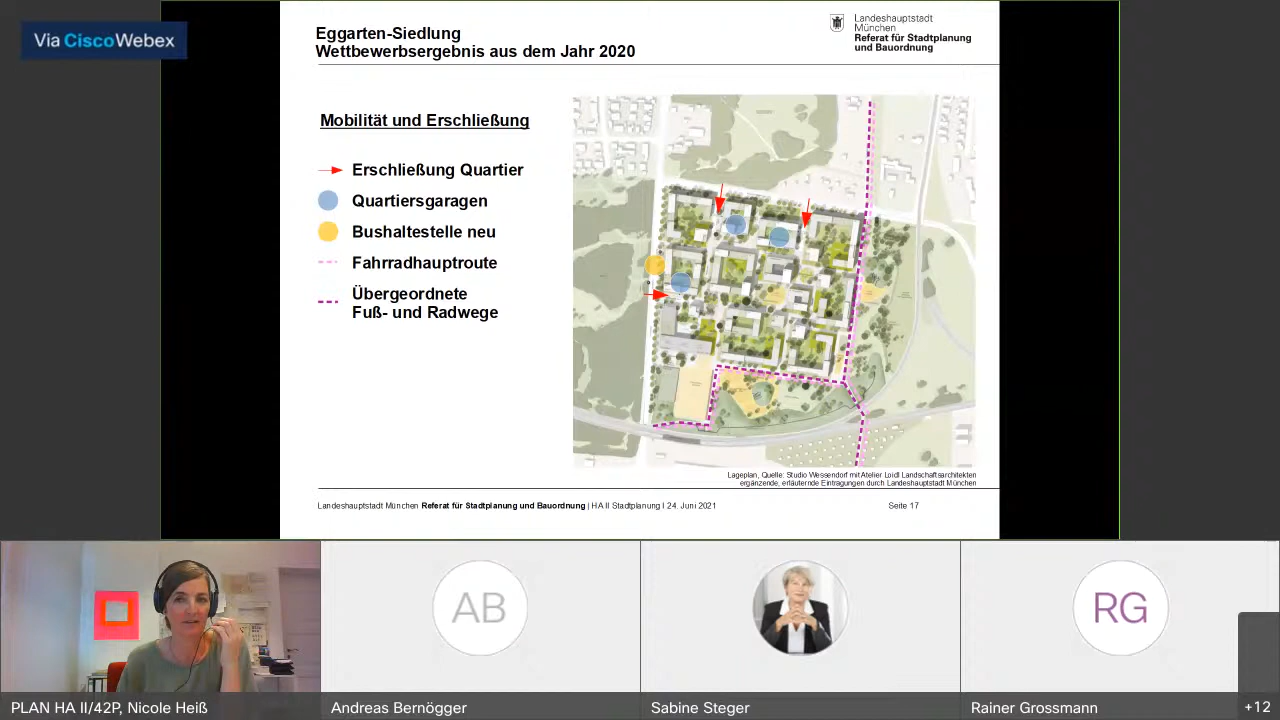 Via Cisco Webex
Eggarten-Siedlung
Wettbewerbsergebnis aus dem Jahr 2020
Landeshauptstadt
München
Referat für Stadtplanung
und Bauordnung
Mobilität und Erschließung
Erschließung Quartier
Quartiersgaragen
Bushaltestelle neu
Fahrradhauptroute
Übergeordnete
Fuß- und Radwege
Lageplan, Quelle: Studio Wessendorf mit Atelier Loidl Landschaftsarchitekten
ergänzende, erläuternde Eintragungen durch Landeshauptstadt München
Landeshauptstadt München Referat für Stadtplanung und Bauordnung | HA II Stadtplanung I 24. Juni 2021
Seite 17
AB
RG
PLAN HA II/42P, Nicole Heiß
Andreas Bernögger
Sabine Steger
Rainer Grossmann
+12